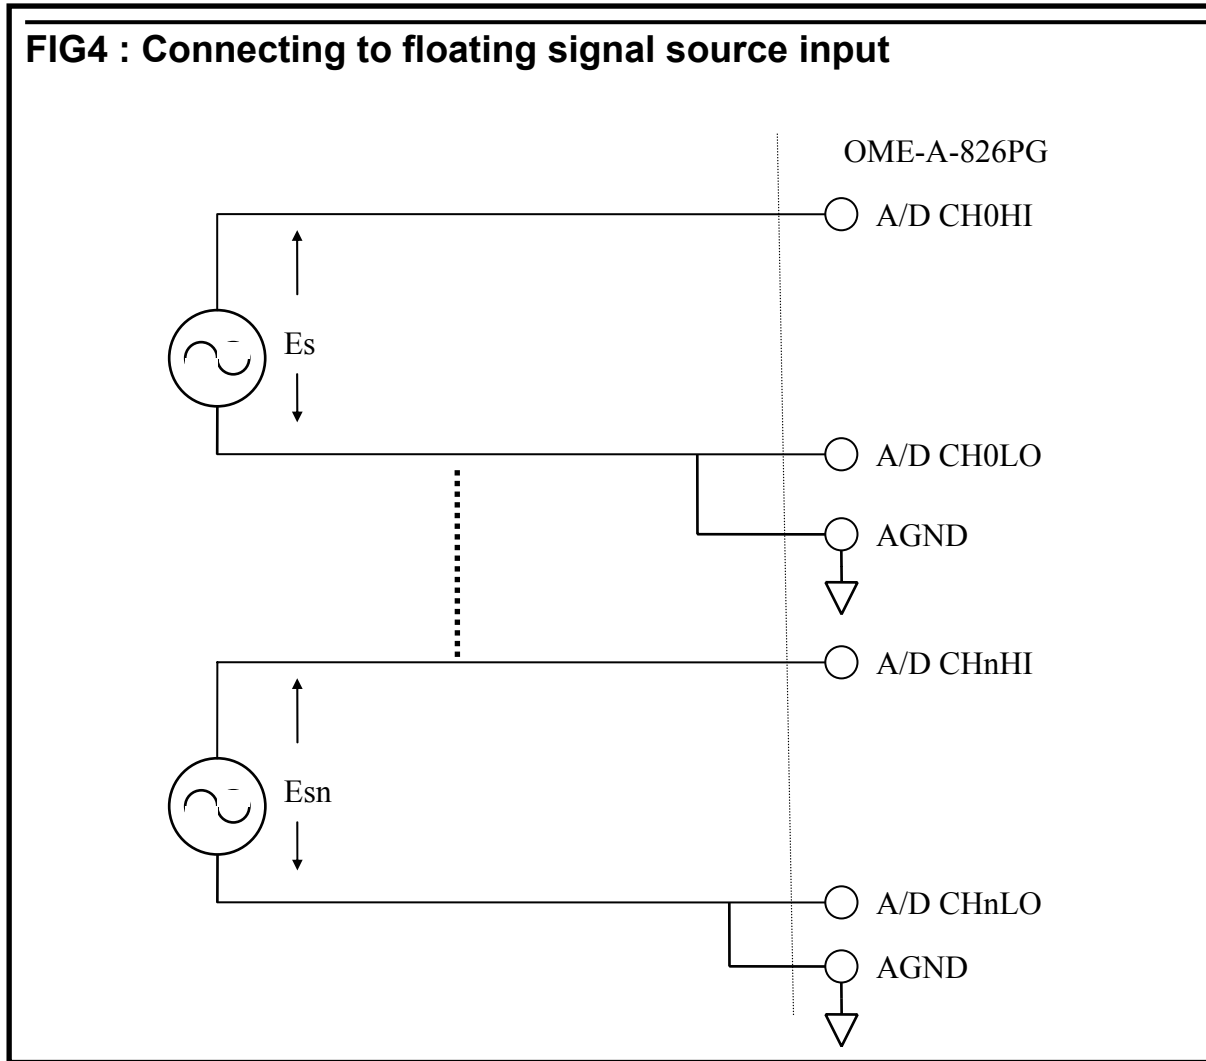 FIG4 : Connecting to floating signal source input
OME-A-826PG
A/D CH0HI
Es
A/D CH0LO
AGND
A/D CHnHI
Esn
A/D CHnLO
AGND